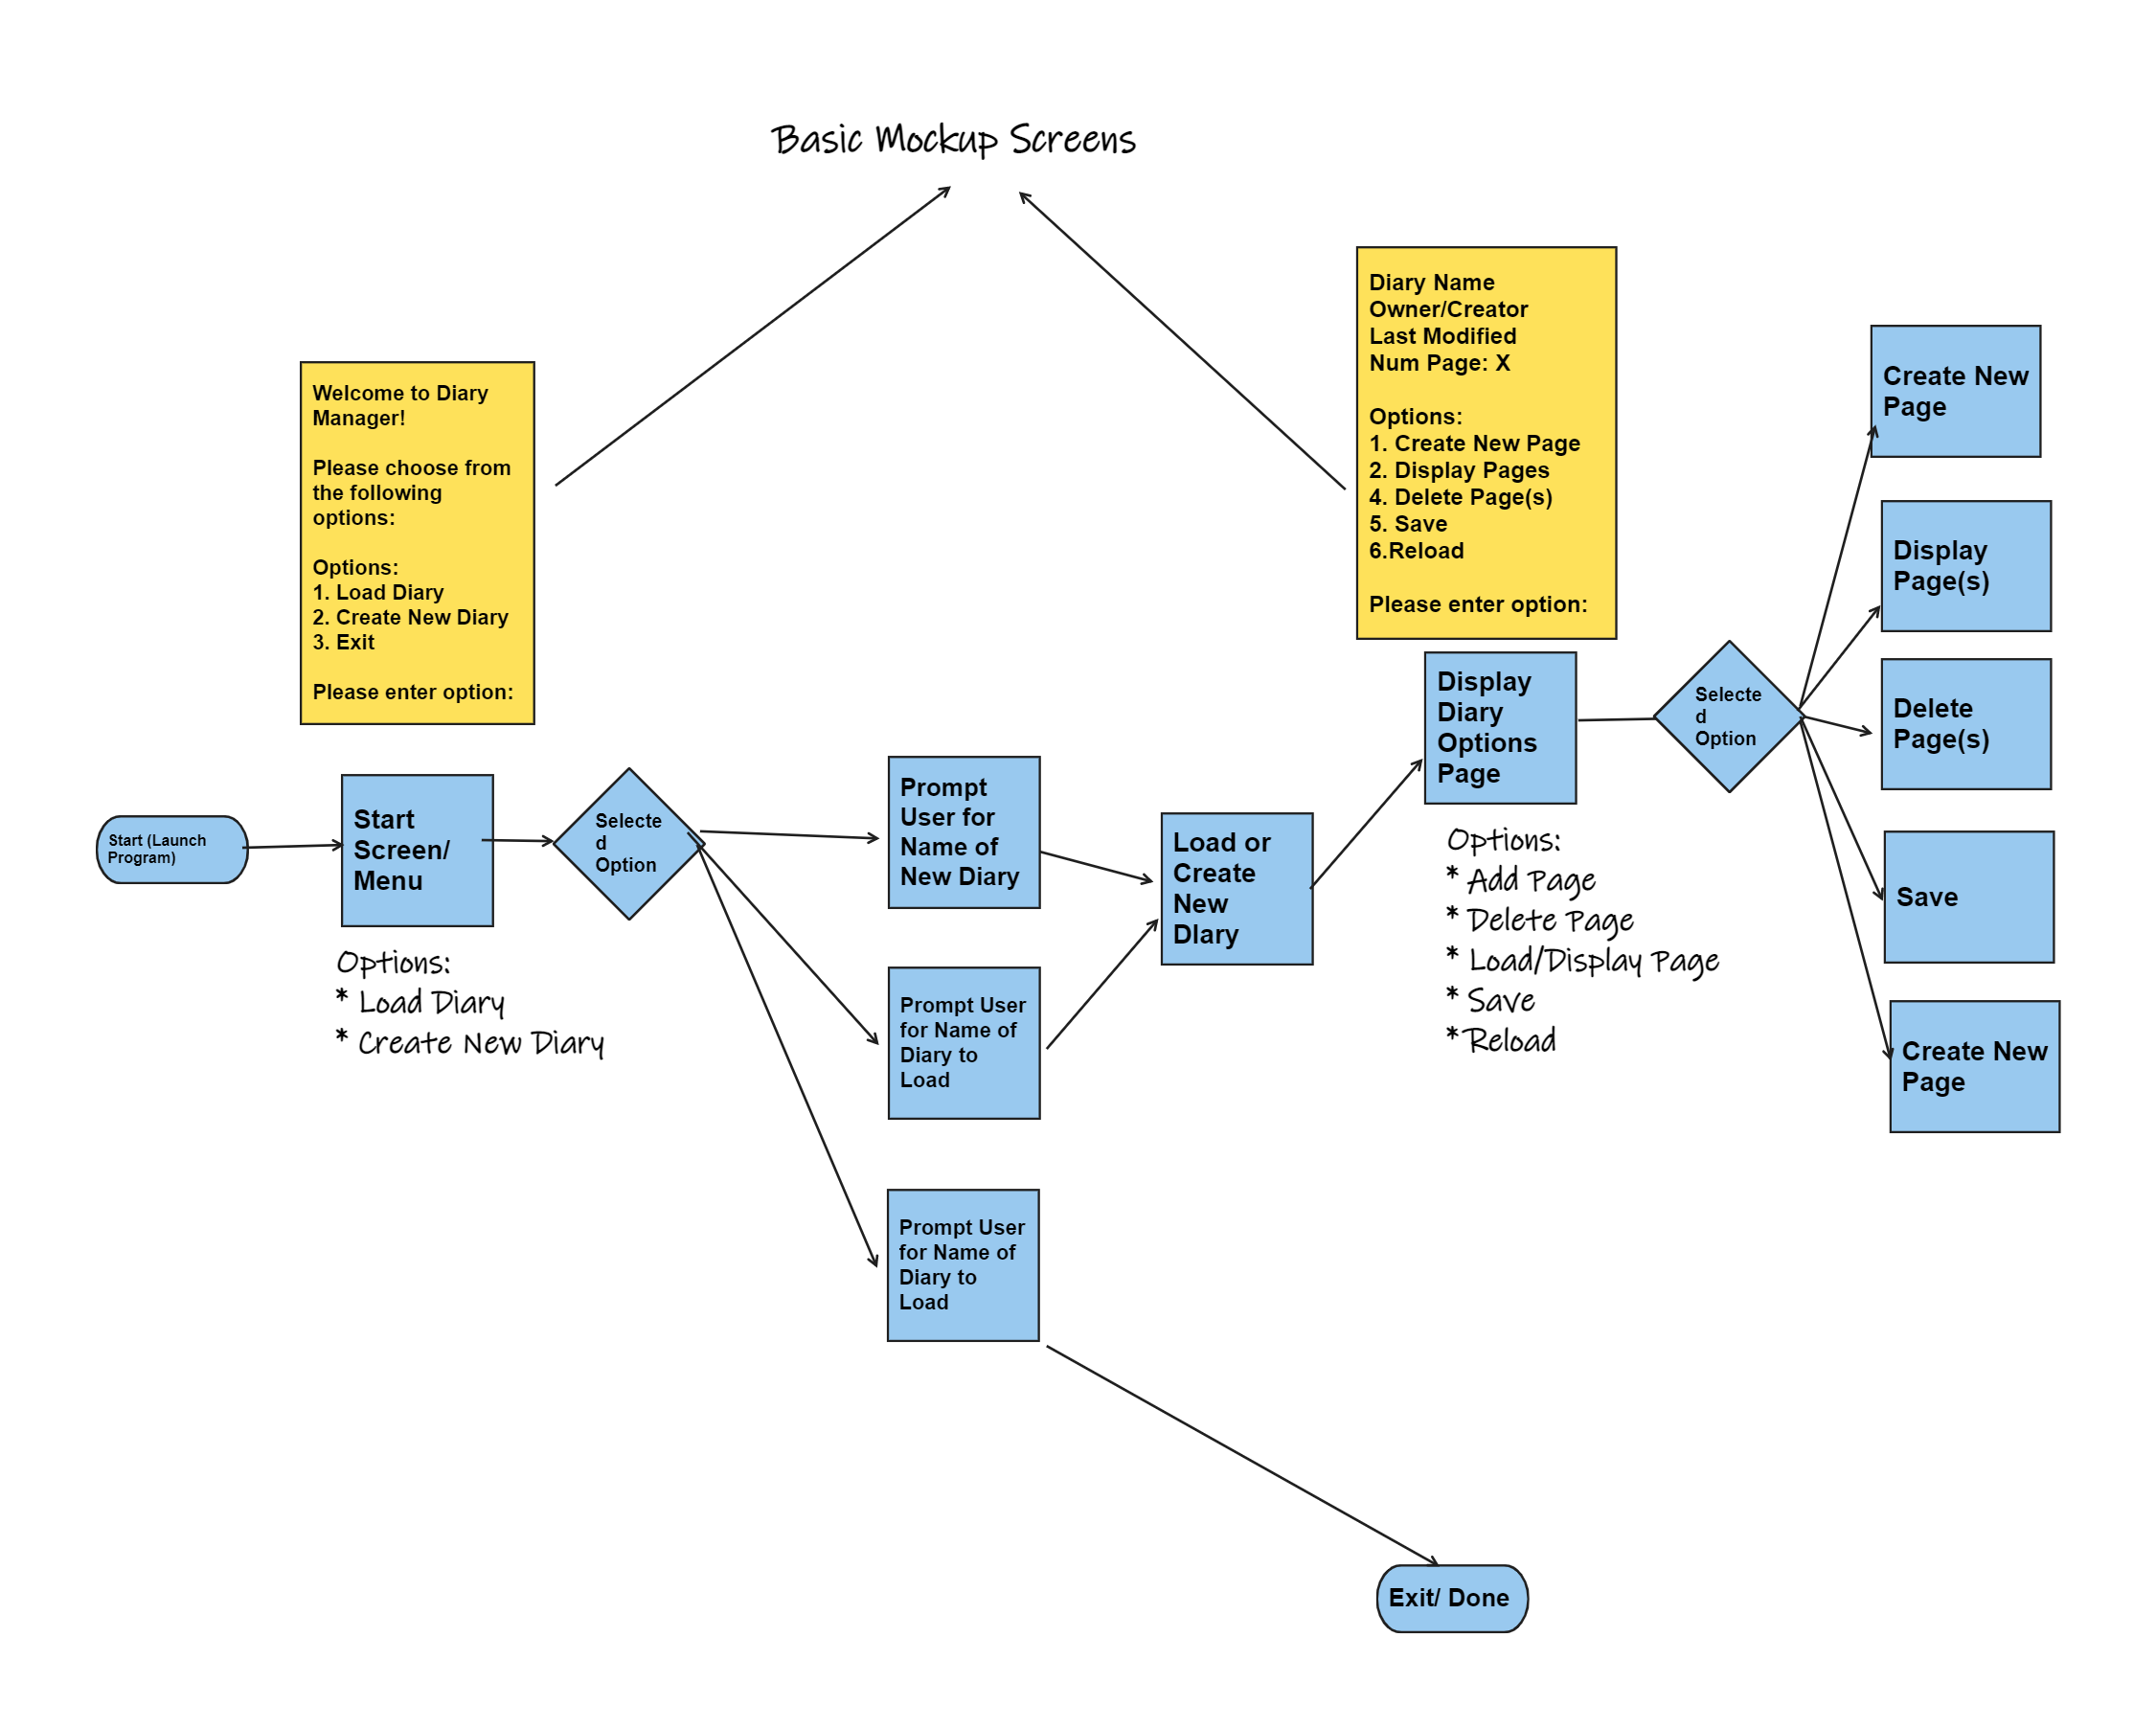 Basic Mockup Screens
Welcome to Diary
Manager!
Please choose from
the following
options:
Options:
1. Load Diary
2. Create New Diary
3. Exit
Please enter option:
Diary Name
Owner/Creator
Last Modified
Num Page: X
Options:
1. Create New Page
2. Display Pages
4. Delete Page(s)
5. Save
6.Reload
Please enter option:
Start (Launch
Program)
Start
Screen/
Menu
Options:
* Load Diary
* Create New Diary
Selecte
d
Option
Prompt
User for
Name of
New Diary
Prompt User
for Name of
Diary to
Load
Prompt User
for Name of
Diary to
Load
Load or
Create
New
DIary
Display
Diary
Options
Page
Options:
* Add Page
* Delete Page
* Load/Display Page
* Save
* Reload
Selecte
d
Option
Create New
Page
Display
Page(s)
Delete
Page(s)
Save
Create New
Page
Exit/ Done